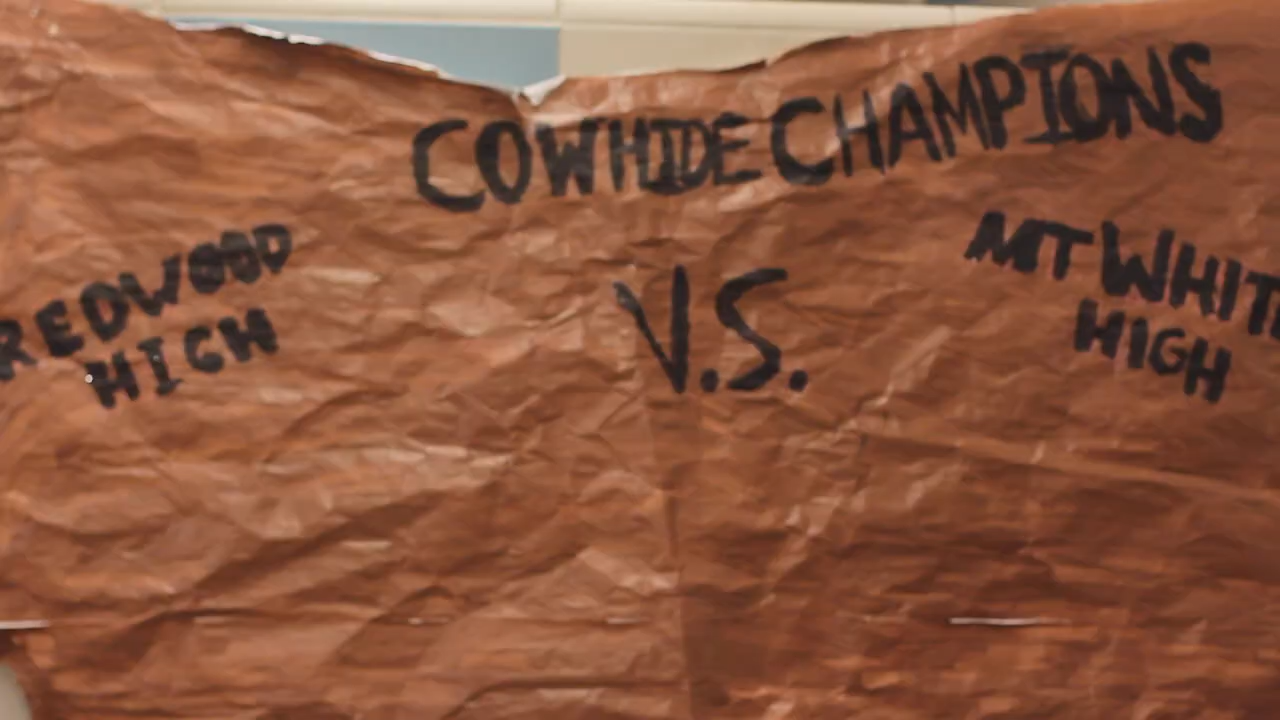 COWHIDE CHAMPIONS
REDWOOD
HIGH
V.S.
MT WHIT
HIGH